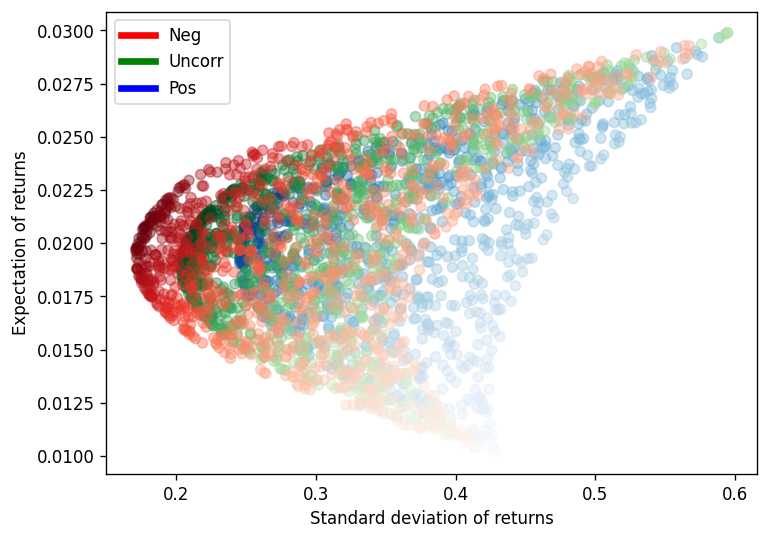 0.0300
0.0275
0.0250
0.0225
0.0200
0.0175
0.0150
0.0125
0.0100
Expectation of returns
Neg
Uncorr
Pos
0.2 0.3 0.4 0.5 0.6
Standard deviation of returns